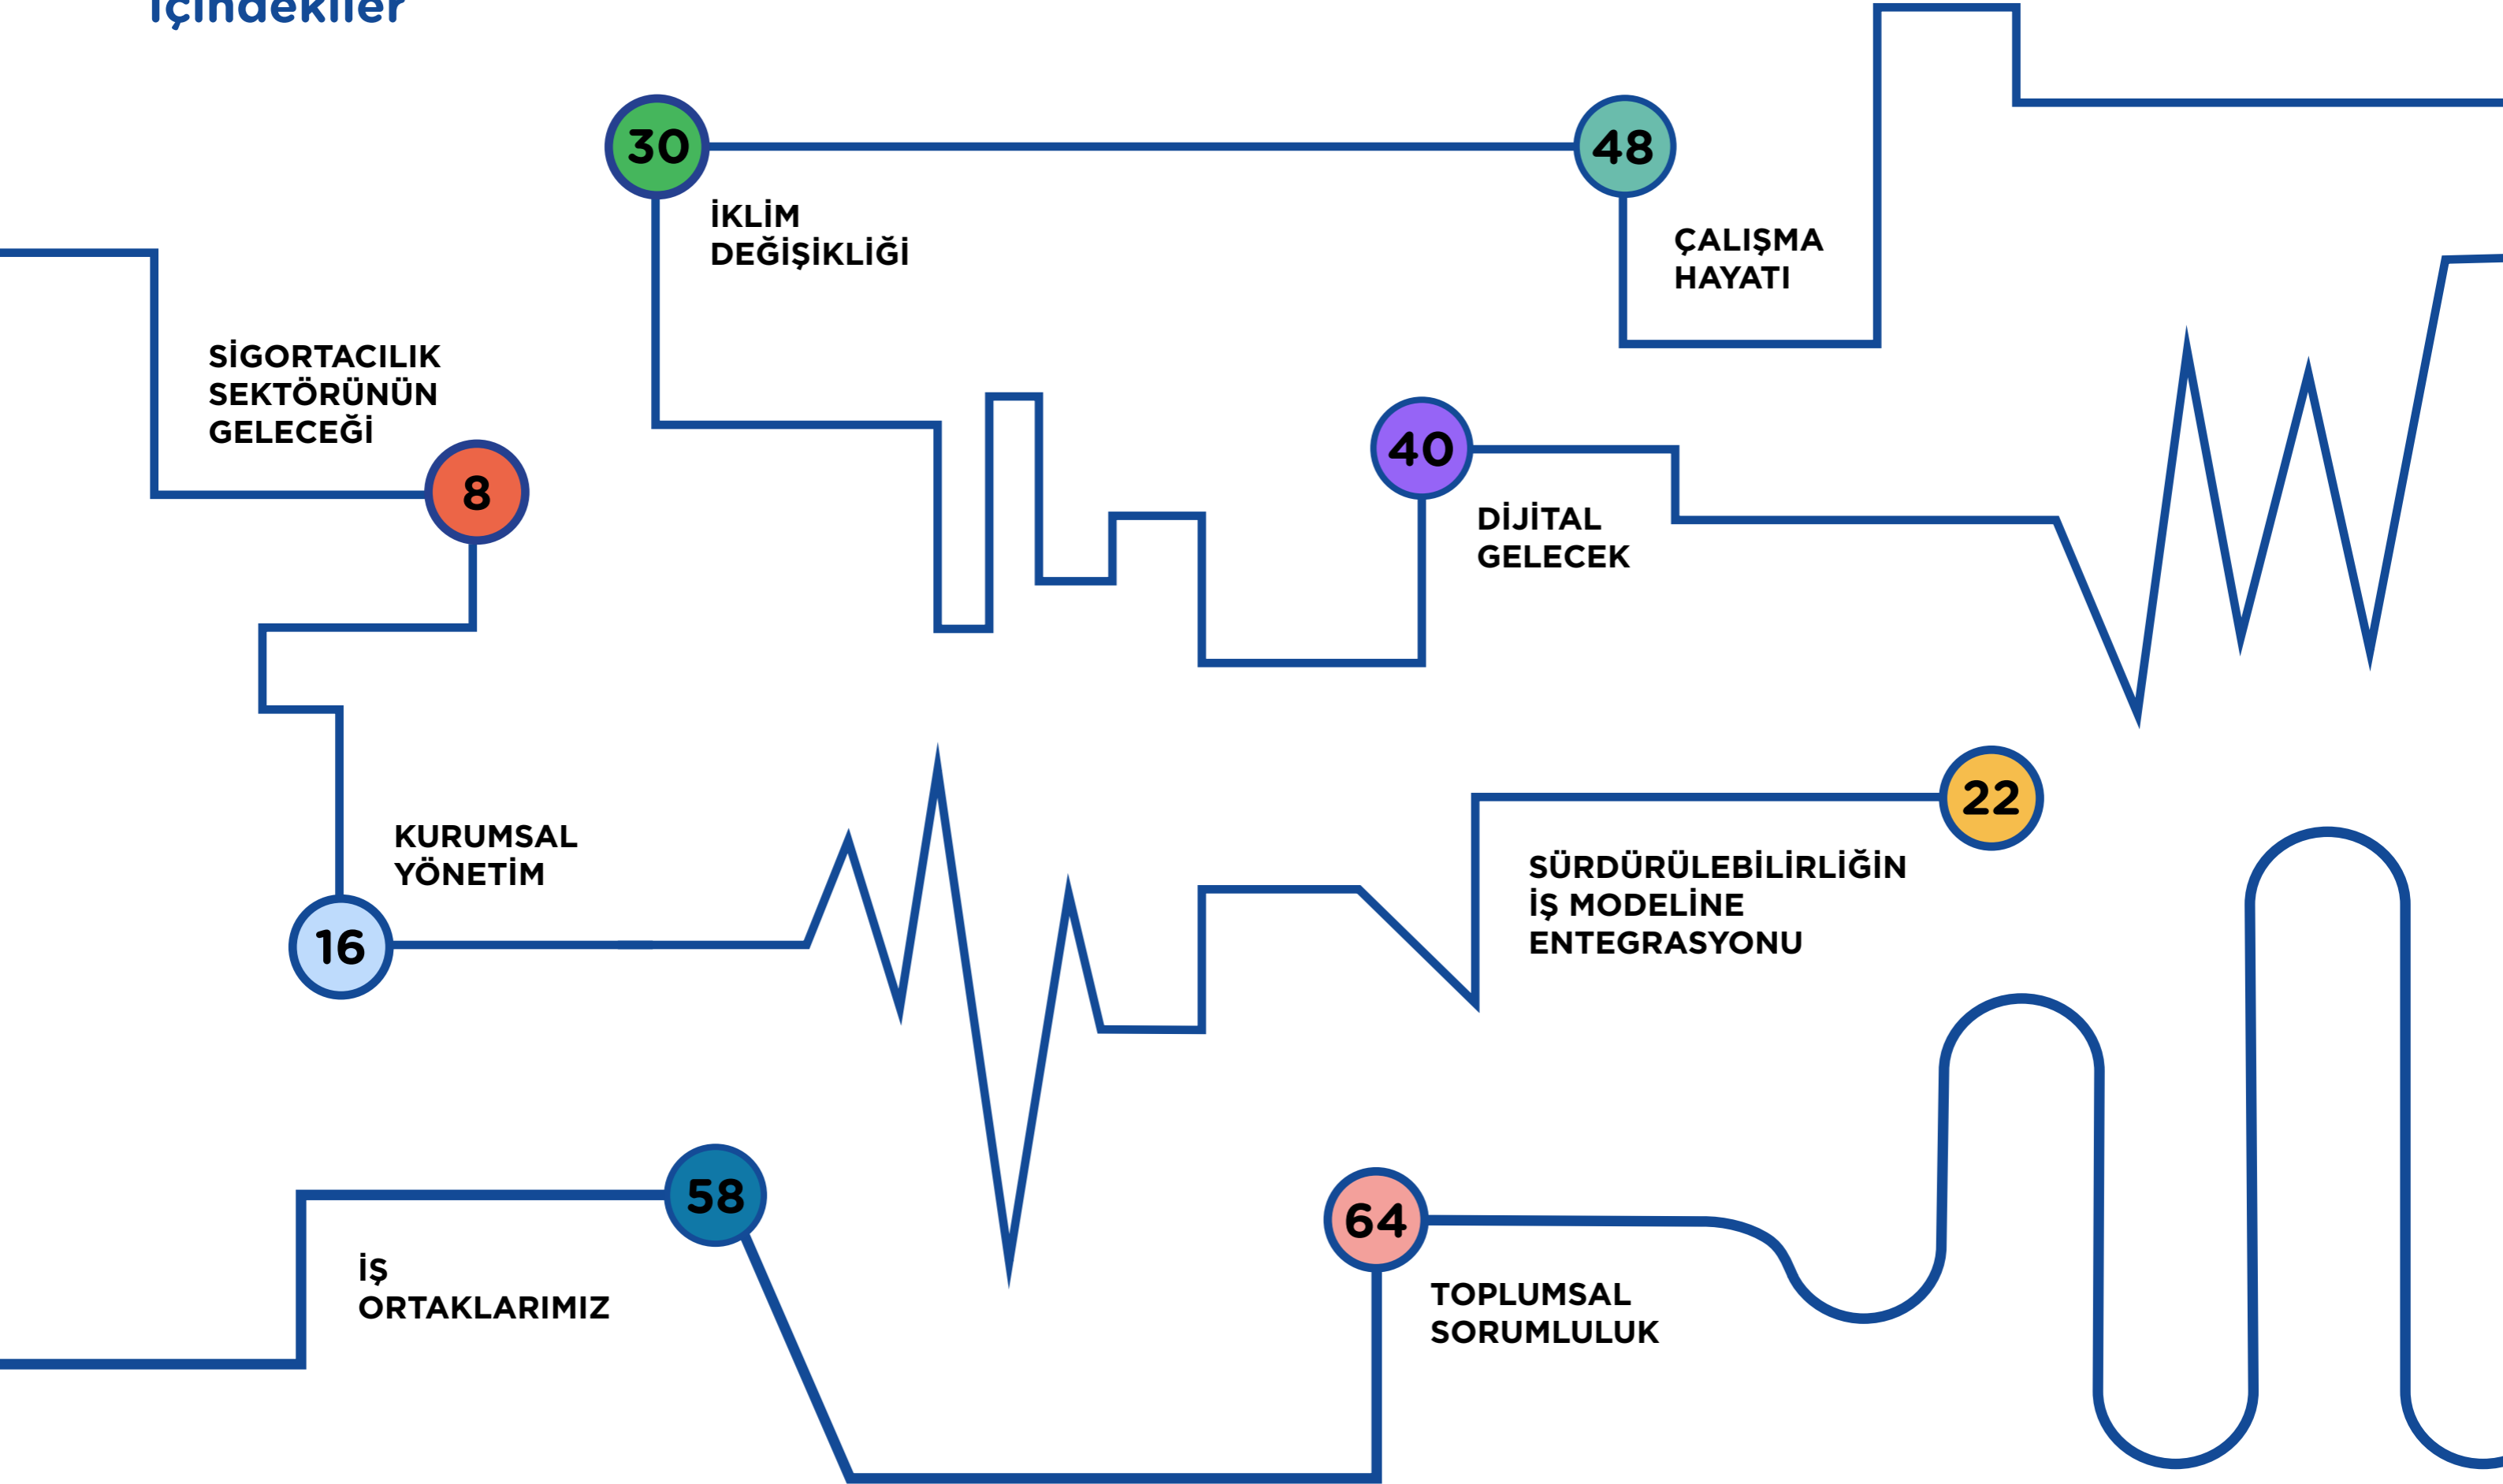 İçindekiler
30
İKLİM
DEĞİŞİKLİĞİ
48
ÇALIŞMA
HAYATI
SİGORTACILIK
SEKTÖRÜNÜN
GELECEĞİ
8
40
DİJİTAL
GELECEK
KURUMSAL
YÖNETİM
16
22
SÜRDÜRÜLEBİLİRLİĞİN
İŞ MODELİNE
ENTEGRASYONU
58
İŞ
ORTAKLARIMIZ
64
TOPLUMSAL
SORUMLULUK